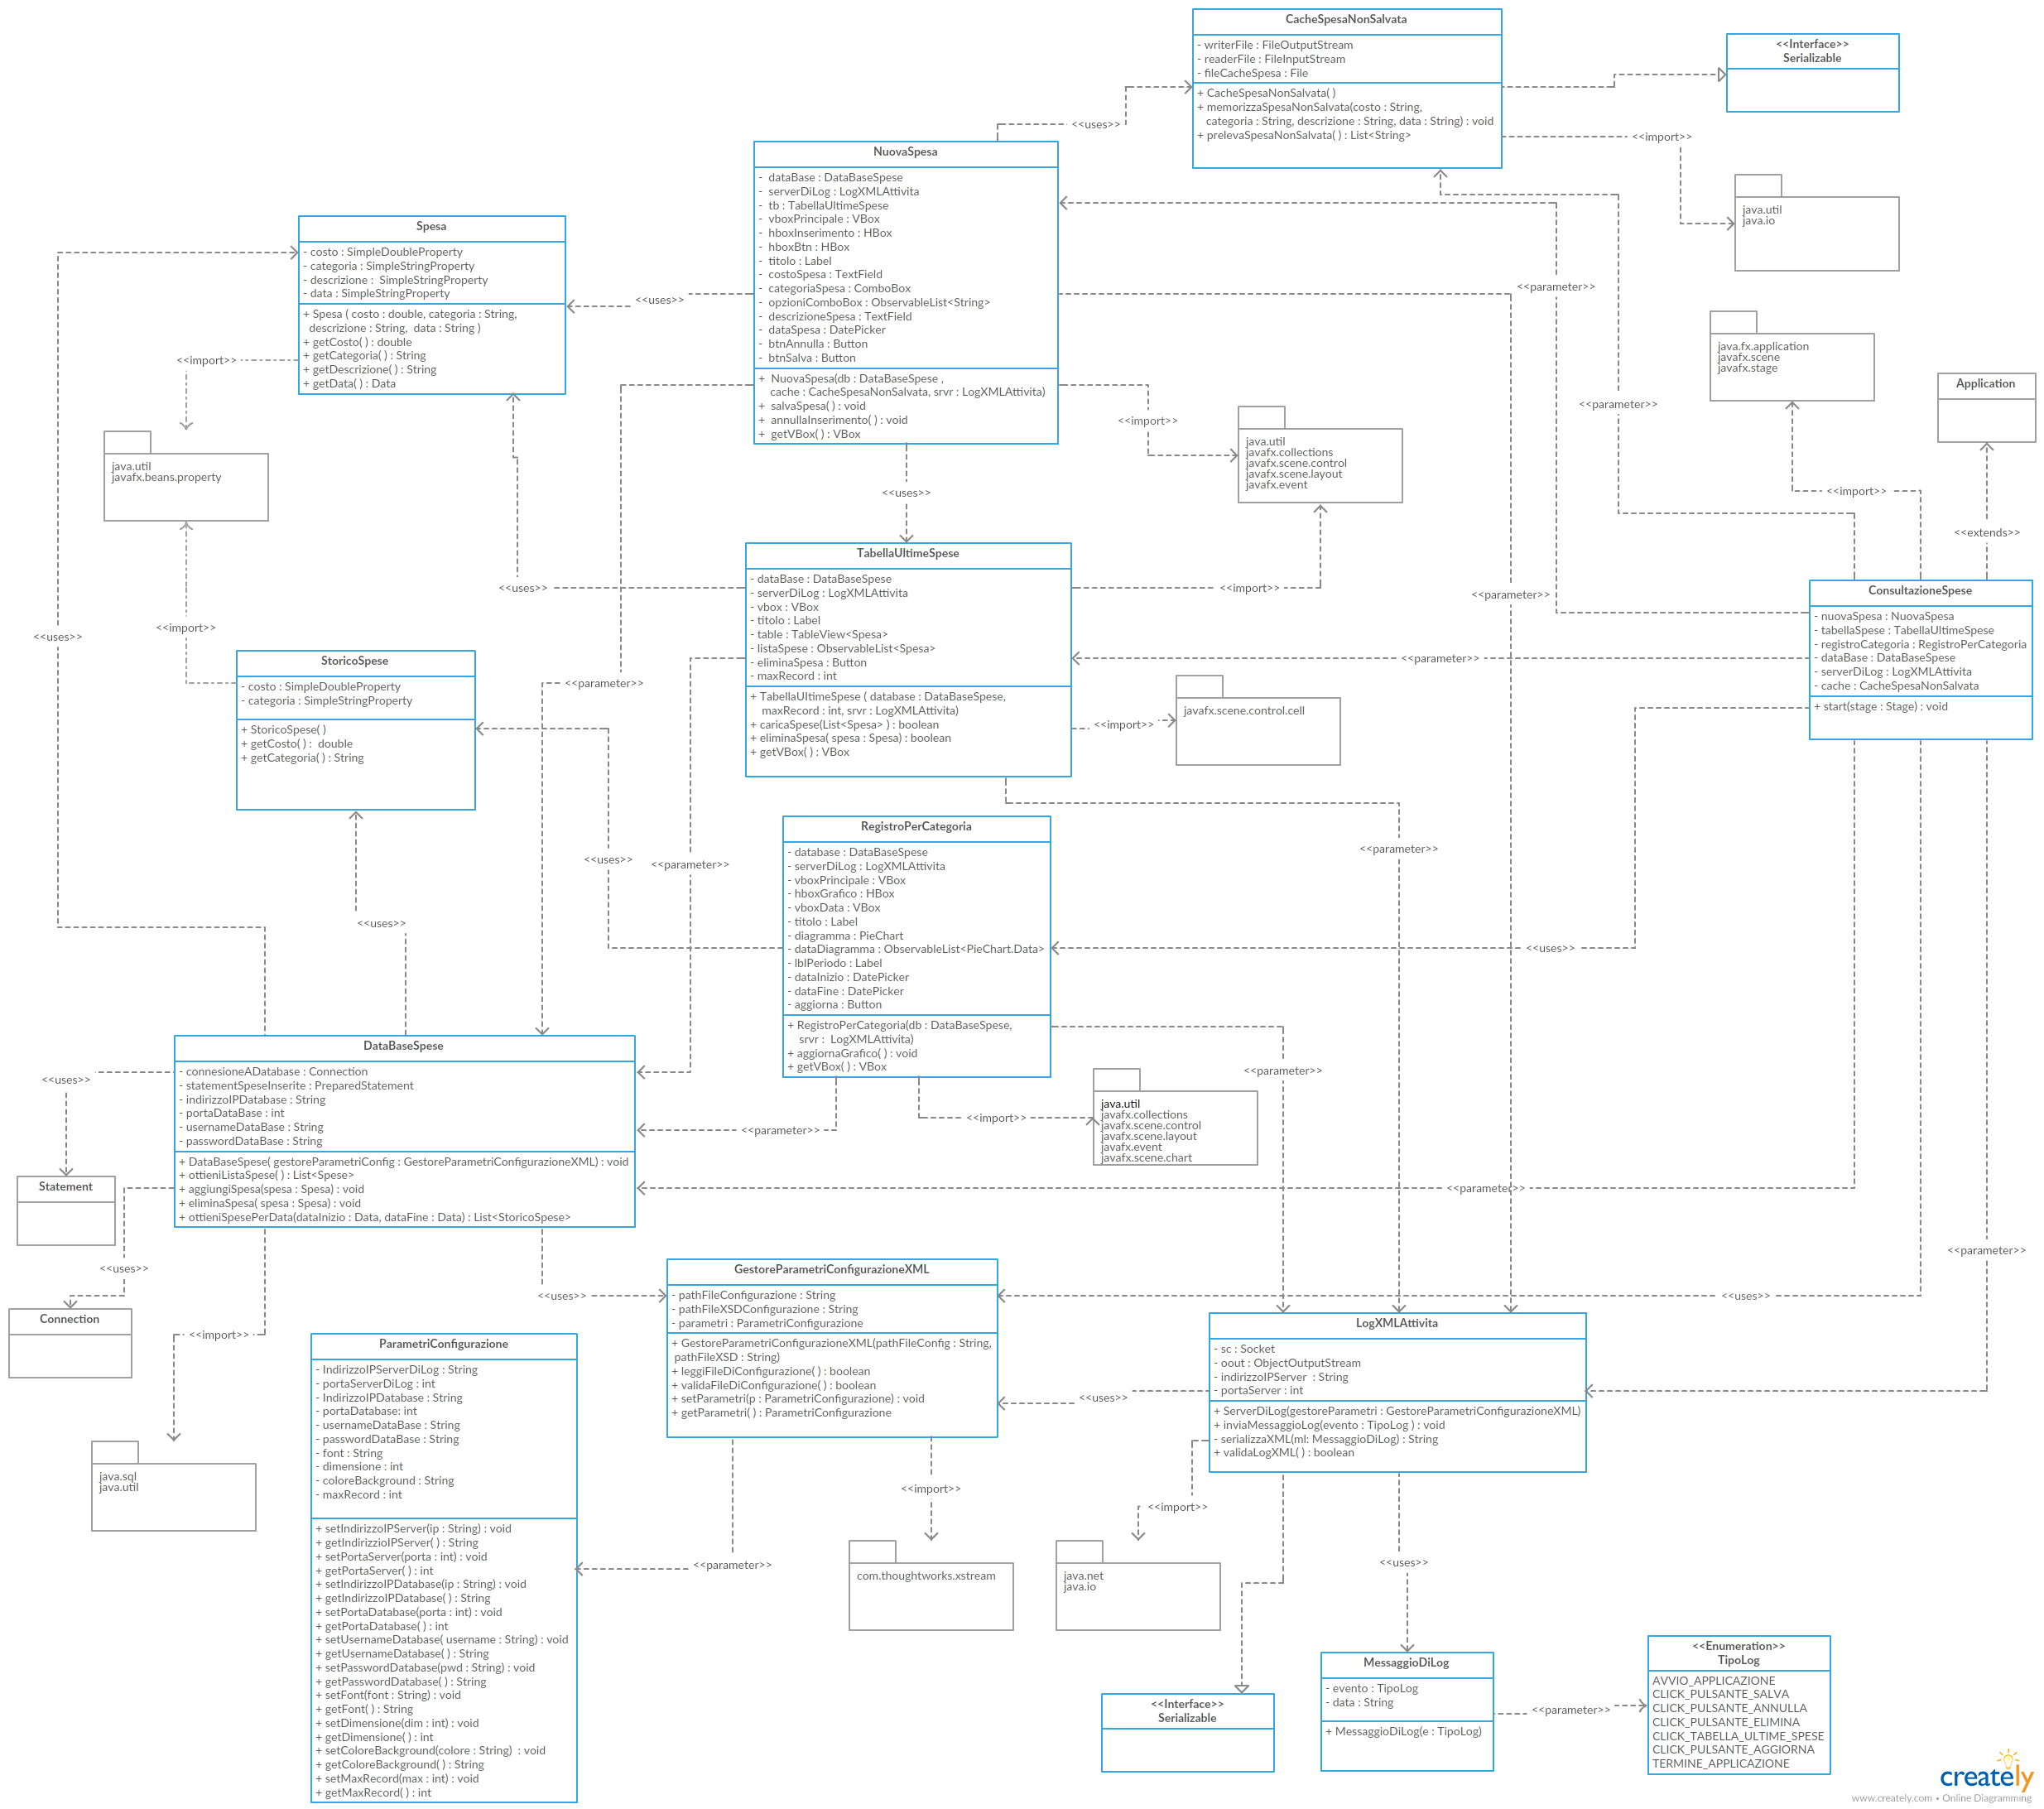 CacheSpesaNonSalvata
- writerFile : FileOutputStream
- readerFile : FileInputStream
- fileCacheSpesa : File
+ CacheSpesaNonSalvata( )
+ memorizzaSpesaNonSalvata(costo : String,
categoria : String, descrizione : String, data : String) : void
+ prelevaSpesaNonSalvata( ) : List<String>
<<Interface>>
Serializable
<<uses>>
<<import>>
java.util
java.io
NuovaSpesa
- dataBase : DataBaseSpese
- serverDiLog : LogXMLAttivita
- tb : TabellaUltimeSpese
- vboxPrincipale : VBox
- hboxInserimento : HBox
- hboxBtn : HBox
- titolo : Label
- costoSpesa : TextField
- categoriaSpesa : ComboBox
- opzioniComboBox : ObservableList<String>
- descrizioneSpesa : TextField
- dataSpesa : DatePicker
- btnAnnulla : Button
- btnSalva : Button
+ NuovaSpesa(db : DataBaseSpese ,
cache : CacheSpesaNonSalvata, srvr : LogXMLAttivita)
+ salvaSpesa( ) : void
+ annullaInserimento( ) : void
+ getVBox( ) : VBox
Spesa
- costo : SimpleDoubleProperty
- categoria : SimpleStringProperty
- descrizione : SimpleStringProperty
- data : SimpleStringProperty
+ Spesa ( costo : double, categoria : String,
descrizione : String, data : String )
+ getCosto( ) : double
+ getCategoria( ) : String
+ getDescrizione( ) : String
+ getData( ) : Data
<<uses>>
<<import>>
java.util
javafx.beans.property
<<parameter>>
<<parameter>>
java.fx.application
javafx.scene
javafx.stage
Application
<<import>>
<<import>>
<<extends>>
java.util
javafx.collections
javafx.scene.control
javafx.scene.layout
javafx.event
<<uses>>
<<uses>>
<<import>>
<<parameter>>
TabellaUltimeSpese
- dataBase : DataBaseSpese
- serverDiLog : LogXMLAttivita
- vbox : VBox
- titolo : Label
- table : TableView<Spesa>
- listaSpese : ObservableList<Spesa>
- eliminaSpesa : Button
- maxRecord : int
+ TabellaUltimeSpese ( database : DataBaseSpese,
maxRecord : int, srvr : LogXMLAttivita)
+ caricaSpese(List<Spesa> ) : boolean
+ eliminaSpesa( spesa : Spesa) : boolean
+ getVBox( ) : VBox
ConsultazioneSpese
- nuovaSpesa : NuovaSpesa
- tabellaSpese : TabellaUltimeSpese
- registroCategoria : RegistroPerCategoria
- dataBase : DataBaseSpese
- serverDiLog : LogXMLAttivita
- cache : CacheSpesaNonSalvata
+ start(stage : Stage) : void
<<import>>
<<uses>>
<<parameter>>
<<parameter>>
StoricoSpese
- costo : SimpleDoubleProperty
- categoria : SimpleStringProperty
+ StoricoSpese( )
+ getCosto( ) : double
+ getCategoria( ) : String
<<import>>
javafx.scene.control.cell
<<uses>>
<<parameter>>
<<parameter>>
<<uses>>
<<uses>>
RegistroPerCategoria
- database : DataBaseSpese
- serverDiLog : LogXMLAttivita
- vboxPrincipale : VBox
- hboxGrafico : HBox
- vboxData : VBox
- titolo : Label
- diagramma : PieChart
- dataDiagramma : ObservableList<PieChart.Data>
- lblPeriodo : Label
- dataInizio : DatePicker
- dataFine : DatePicker
- aggiorna : Button
+ RegistroPerCategoria(db : DataBaseSpese,
srvr : LogXMLAttivita)
+ aggiornaGrafico( ) : void
+ getVBox( ) : VBox
DataBaseSpese
- connesioneADatabase : Connection
- statementSpeseInserite : PreparedStatement
- indirizzoIPDatabase : String
- portaDataBase : int
- usernameDataBase : String
- passwordDataBase : String
+ DataBaseSpese( gestoreParametriConfig : GestoreParametriConfigurazioneXML) : void
+ ottieniListaSpese( ) : List<Spese>
+ aggiungiSpesa(spesa : Spesa) : void
+ eliminaSpesa( spesa : Spesa) : void
+ ottieniSpesePerData(dataInizio : Data, dataFine : Data) : List<StoricoSpese>
<<uses>>
<<parameter>>
<<parameter>>
<<import>>
java.util
javafx.collections
javafx.scene.control
javafx.scene.layout
javafx.event
javafx.scene.chart
<<parameter>>
<<parameter>>
Statement
<<uses>>
Connection
<<import>>
<<uses>>
<<uses>>
GestoreParametriConfigurazioneXML
- pathFileConfigurazione : String
- pathFileXSDConfigurazione : String
- parametri : ParametriConfigurazione
+ GestoreParametriConfigurazioneXML(pathFileConfig : String,
pathFileXSD : String)
+ leggiFileDiConfigurazione( ) : boolean
+ validaFileDiConfigurazione( ) : boolean
+ setParametri(p : ParametriConfigurazione) : void
+ getParametri( ) : ParametriConfigurazione
LogXMLAttivita
- sc : Socket
- oout : ObjectOutputStream
- indirizzoIPServer : String
- portaServer : int
+ ServerDiLog(gestoreParametri : GestoreParametriConfigurazioneXML)
+ inviaMessaggioLog(evento : TipoLog ) : void
- serializzaXML(ml: MessaggioDiLog) : String
+ validaLogXML( ) : boolean
<<uses>>
ParametriConfigurazione
- IndirizzoIPServerDiLog : String
- portaServerDiLog : int
- IndirizzoIPDatabase : String
- portaDatabase: int
- usernameDataBase : String
- passwordDataBase : String
- font : String
- dimensione : int
- coloreBackground : String
- maxRecord : int
+ setIndirizzoIPServer(ip : String) : void
+ getIndirizzioIPServer( ) : String
+ setPortaServer(porta : int) : void
+ getPortaServer( ) : int
+ setIndirizzoIPDatabase(ip : String) : void
+ getIndirizzoIPDatabase( ) : String
+ setPortaDatabase(porta : int) : void
+ getPortaDatabase( ) : int
+ setUsernameDatabase( username : String) : void
+ getUsernameDatabase( ) : String
+ setPasswordDatabase(pwd : String) : void
+ getPasswordDatabase( ) : String
+ setFont(font : String) : void
+ getFont( ) : String
+ setDimensione(dim : int) : void
+ getDimensione( ) : int
+ setColoreBackground(colore : String) : void
+ getColoreBackground( ) : String
+ setMaxRecord(max : int) : void
+ getMaxRecord( ) : int
java.sql
java.util
<<import>>
<<import>>
<<parameter>>
<<uses>>
com.thoughtworks.xstream
java.net
java.io
<<Interface>>
Serializable
MessaggioDiLog
- evento : TipoLog
- data : String
+ MessaggioDiLog(e : TipoLog)
<<parameter>>
<<Enumeration>>
TipoLog
AVVIO_APPLICAZIONE
CLICK_PULSANTE_SALVA
CLICK_PULSANTE_ANNULLA
CLICK_PULSANTE_ELIMINA
CLICK_TABELLA_ULTIME_SPESE
CLICK_PULSANTE_AGGIORNA
TERMINE_APPLICAZIONE
creately
www.creately.com • Online Diagramming